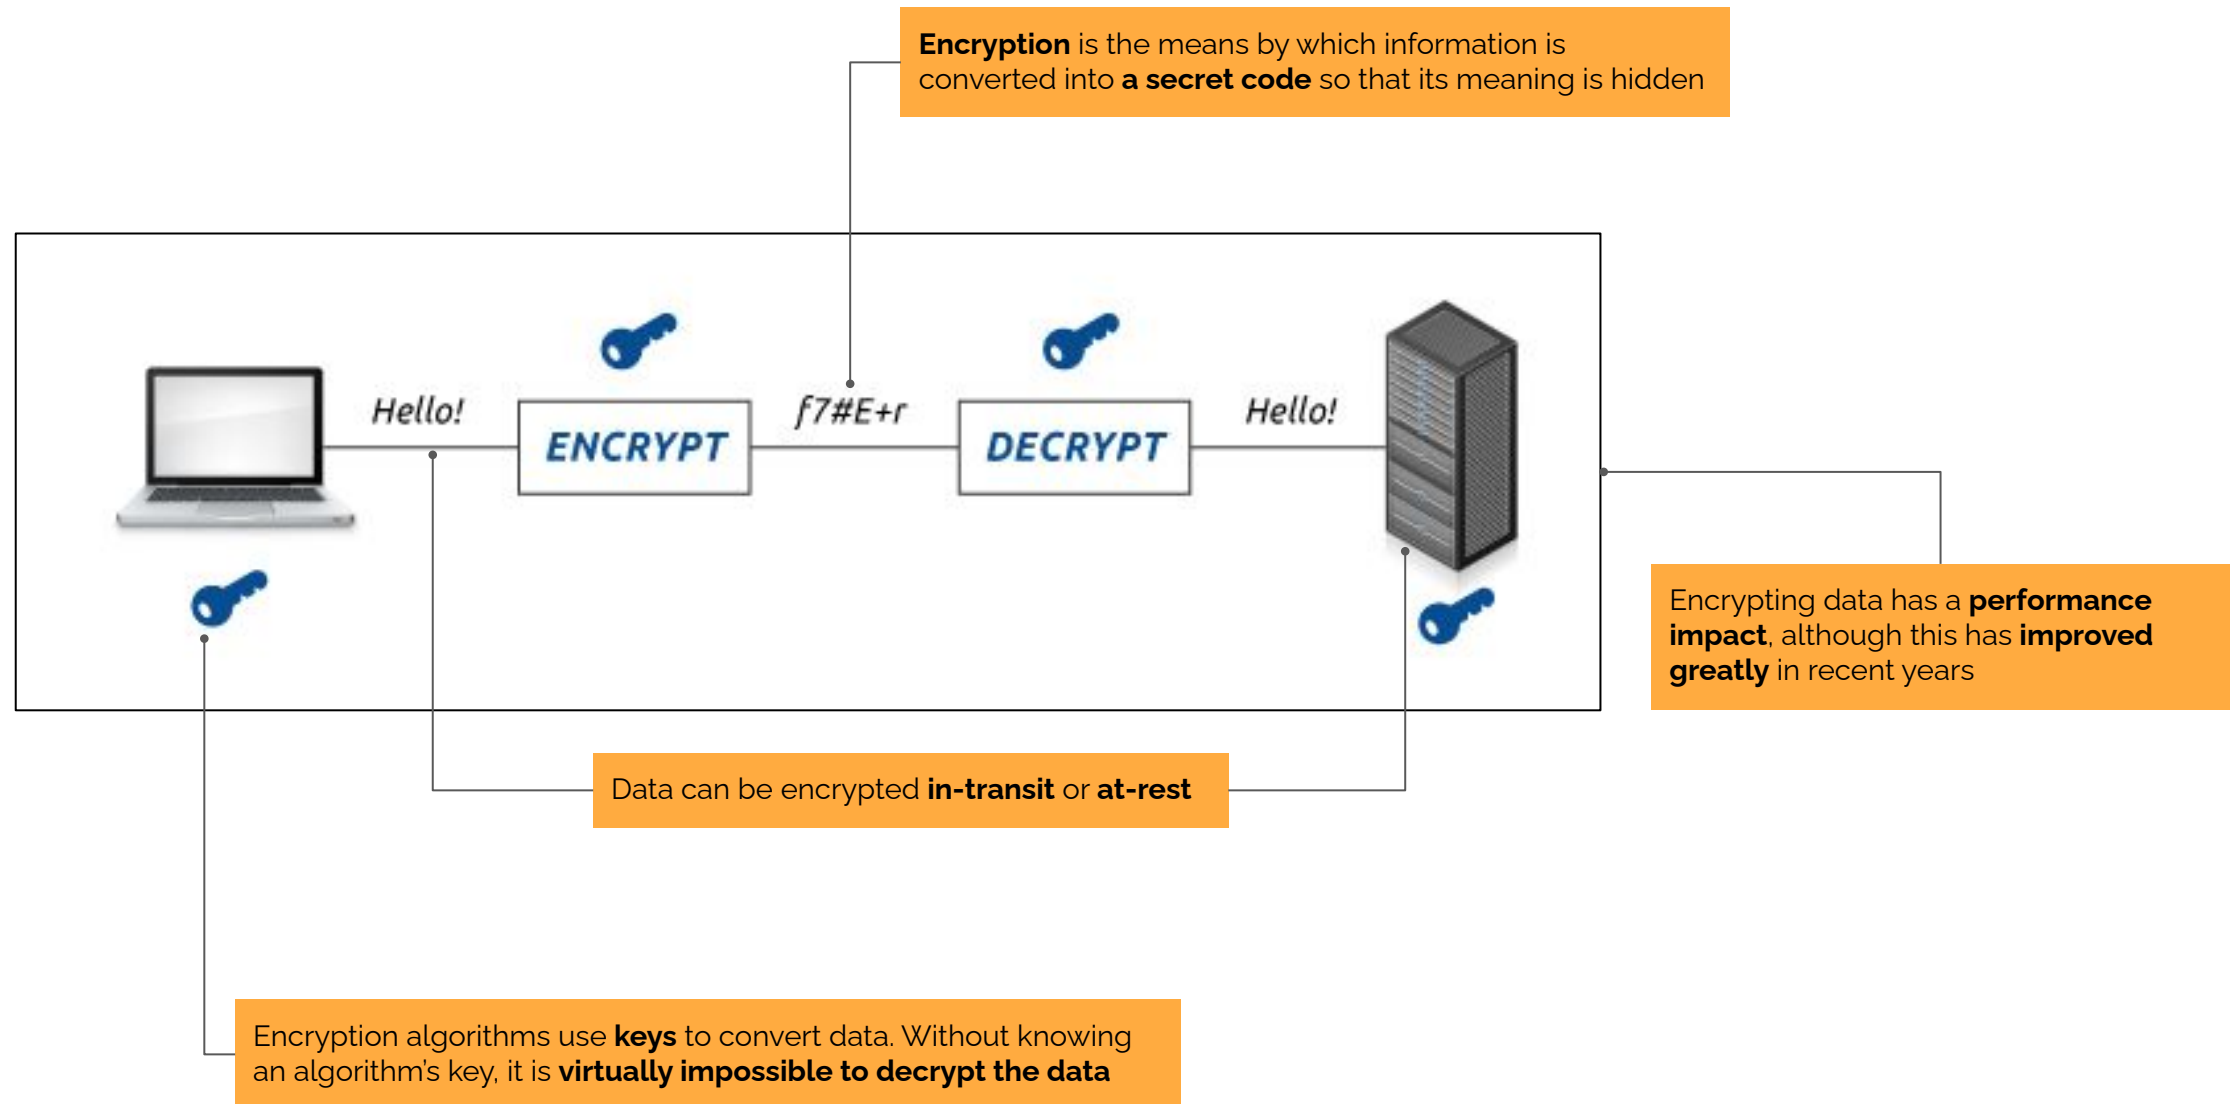 Encryption is the means by which information is
converted into a secret code so that its meaning is hidden
Hello!
ENCRYPT
f7#E+r
DECRYPT
Hello!
Encrypting data has a performance
impact, although this has improved
greatly in recent years
Data can be encrypted in-transit or at-rest
Encryption algorithms use keys to convert data. Without knowing
an algorithm’s key, it is virtually impossible to decrypt the data